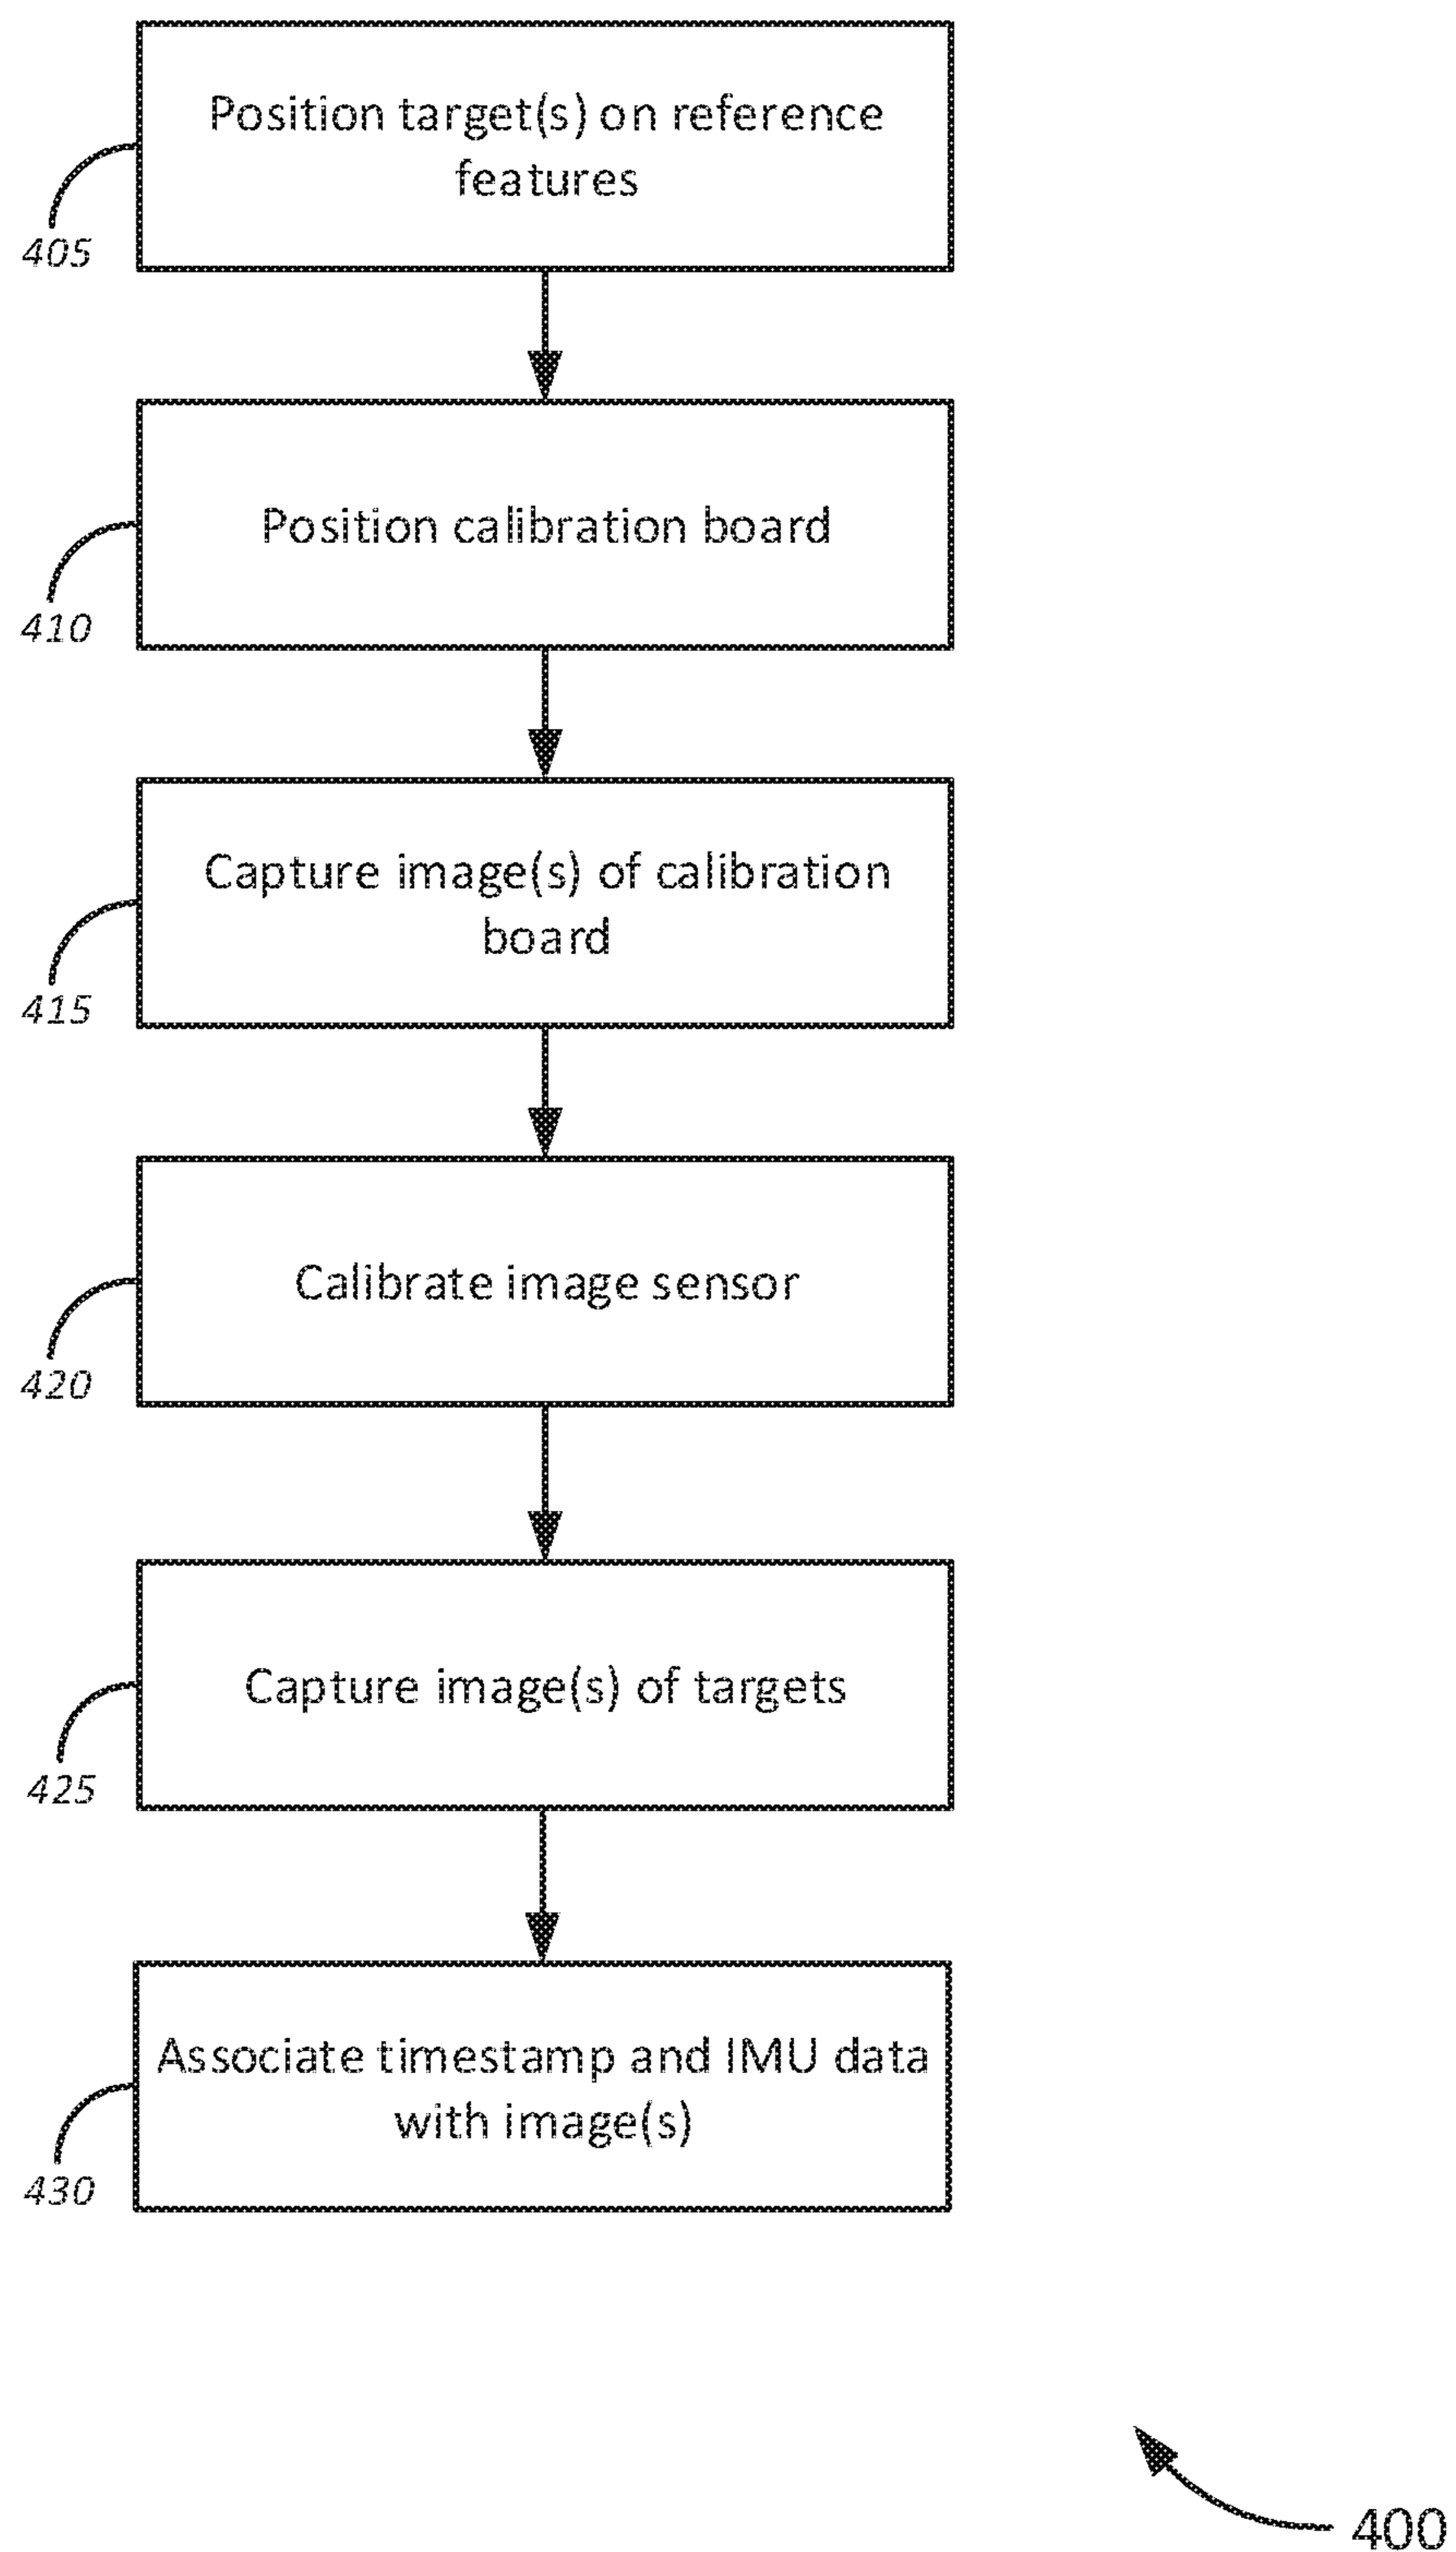 Position target(s) on reference
features
405
Position calibration board
410
Capture image(s) of calibration
board
415
Calibrate image sensor
420
Capture image(s) of targets
425
Associate timestamp and IMU data
with image(s)
430
400